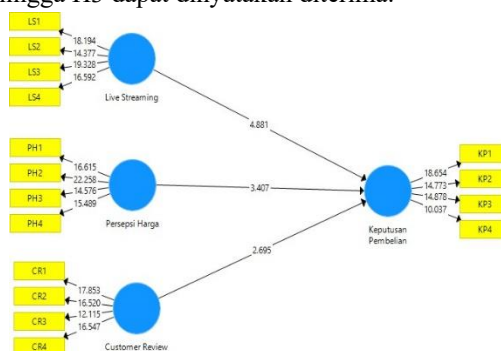 ngga H3 dapat dinyatakan diterima.
LS1
LS2
LS3
LS4
18.194
14.377
19.328
16.592
Live Streaming
4.881
PH1
PH2
PH3
PH4
16.615
22.258
14.576
15.489
Persepsi Harga
3.407
KP1
KP2
KP3
KP4
18.654
14.773
14.878
10.037
Keputusan
Pembelian
2.695
CR1
CR2
CR3
CR4
17.853
16.520
12.115
16.547
Customer Review